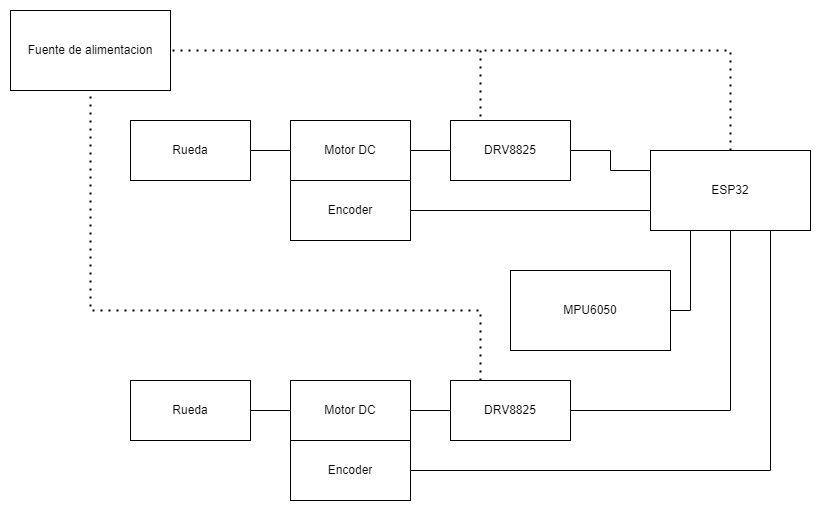 Fuente de alimentacion
Rueda
Motor DC
DRV8825
ESP32
Encoder
MPU6050
Rueda
Motor DC
DRV8825
Encoder